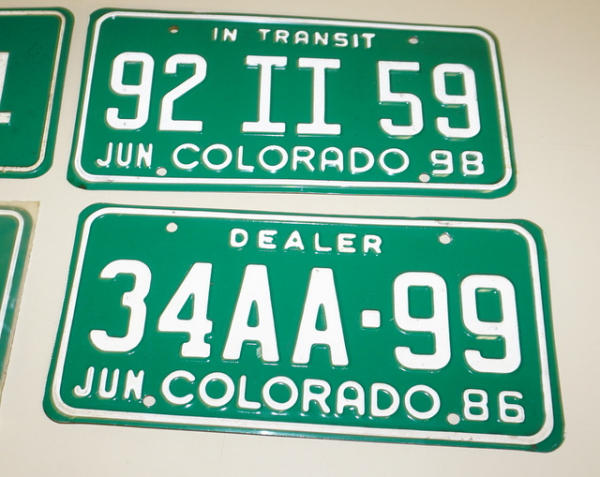 IN TRANSIT
92 II 59
JUN. COLORADO 98
DEALER
34AA·99
JUN. COLORADO 86